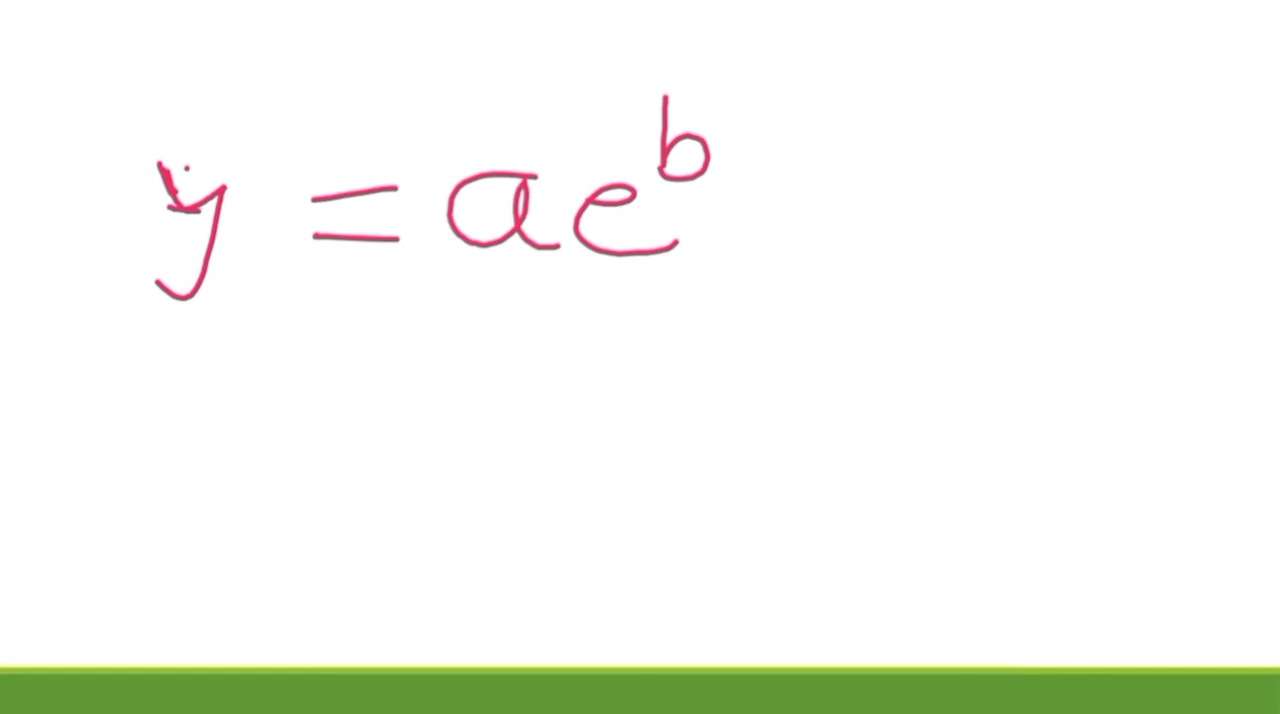 y = ae^b